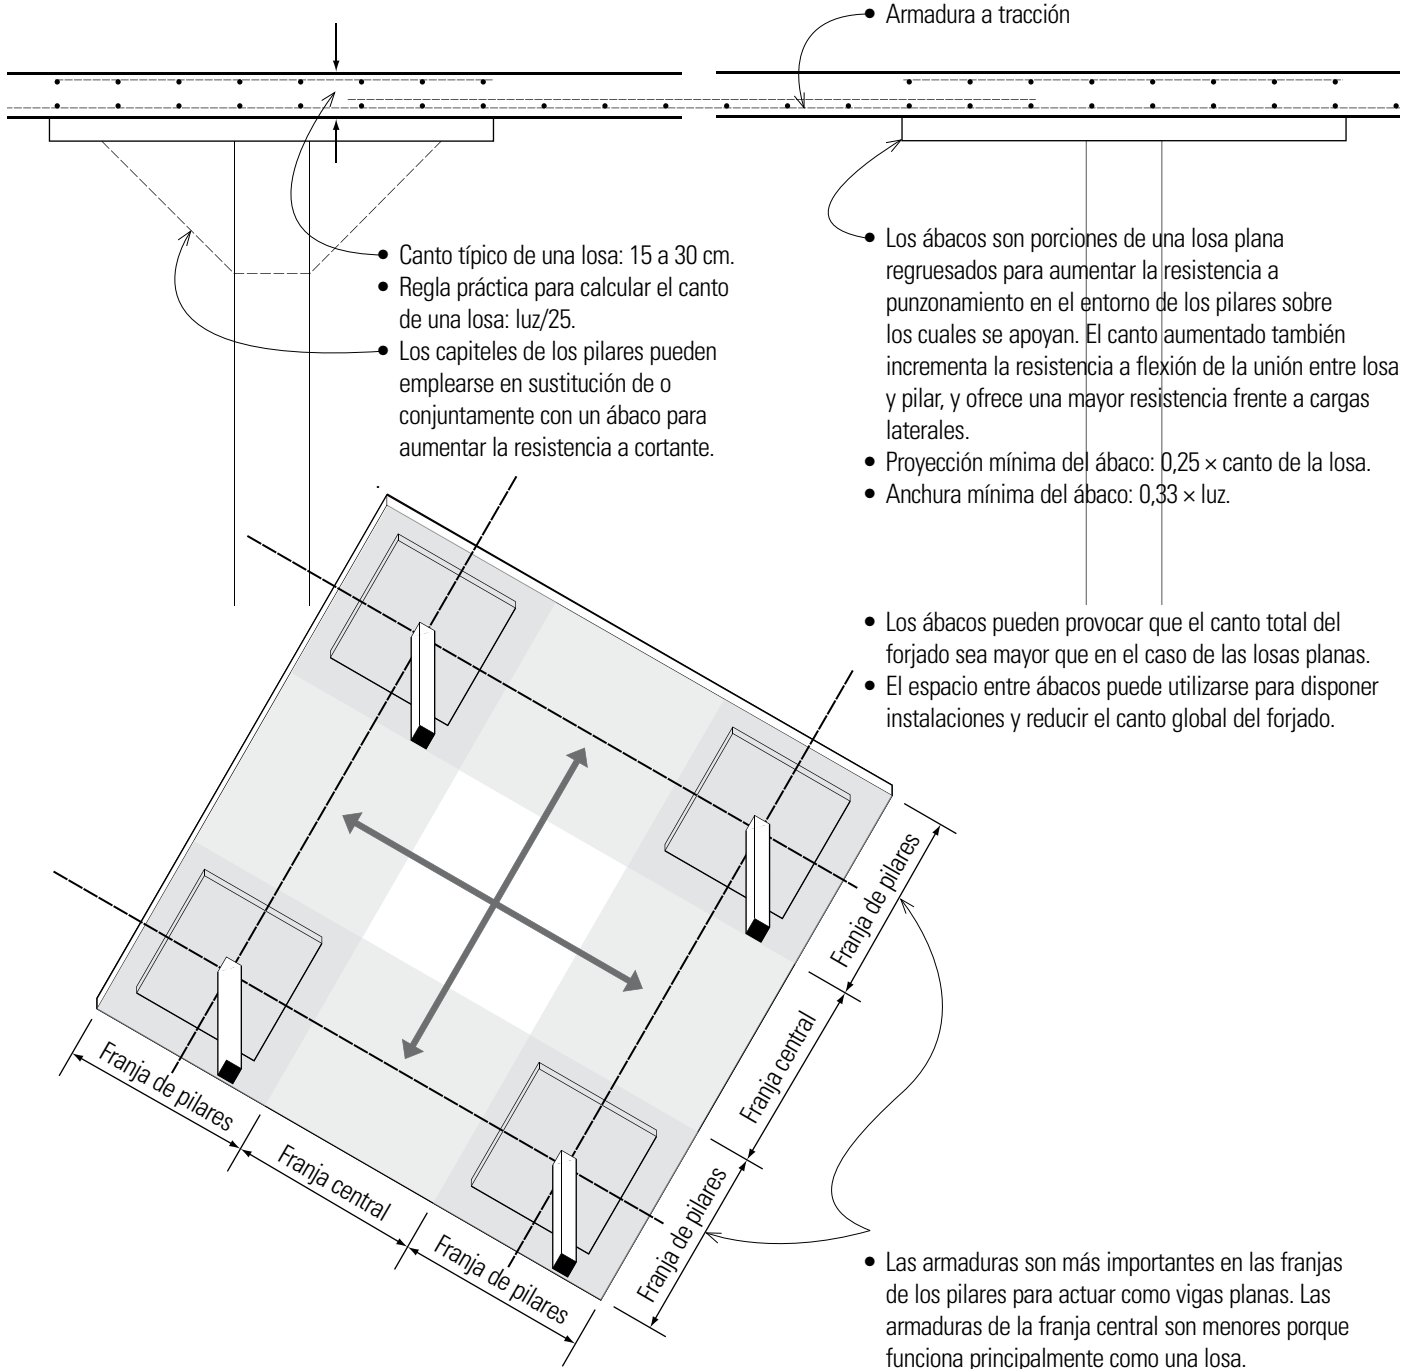 • Armadura a tracción
• Canto típico de una losa: 15 a 30 cm.
• Regla práctica para calcular el canto
de una losa: luz/25.
• Los capiteles de los pilares pueden
emplearse en sustitución de o
conjuntamente con un ábaco para
aumentar la resistencia a cortante.
• Los ábacos son porciones de una losa plana
regruesados para aumentar la resistencia a
punzonamiento en el entorno de los pilares sobre
los cuales se apoyan. El canto aumentado también
incrementa la resistencia a flexión de la unión entre losa
y pilar, y ofrece una mayor resistencia frente a cargas
laterales.
• Proyección mínima del ábaco: 0,25 × canto de la losa.
• Anchura mínima del ábaco: 0,33 × luz.
• Los ábacos pueden provocar que el canto total del
forjado sea mayor que en el caso de las losas planas.
• El espacio entre ábacos puede utilizarse para disponer
instalaciones y reducir el canto global del forjado.
Franja de pilares
Franja central
Franja de pilares
Franja de pilares
Franja central
Franja de pilares
• Las armaduras son más importantes en las franjas
de los pilares para actuar como vigas planas. Las
armaduras de la franja central son menores porque
funciona principalmente como una losa.